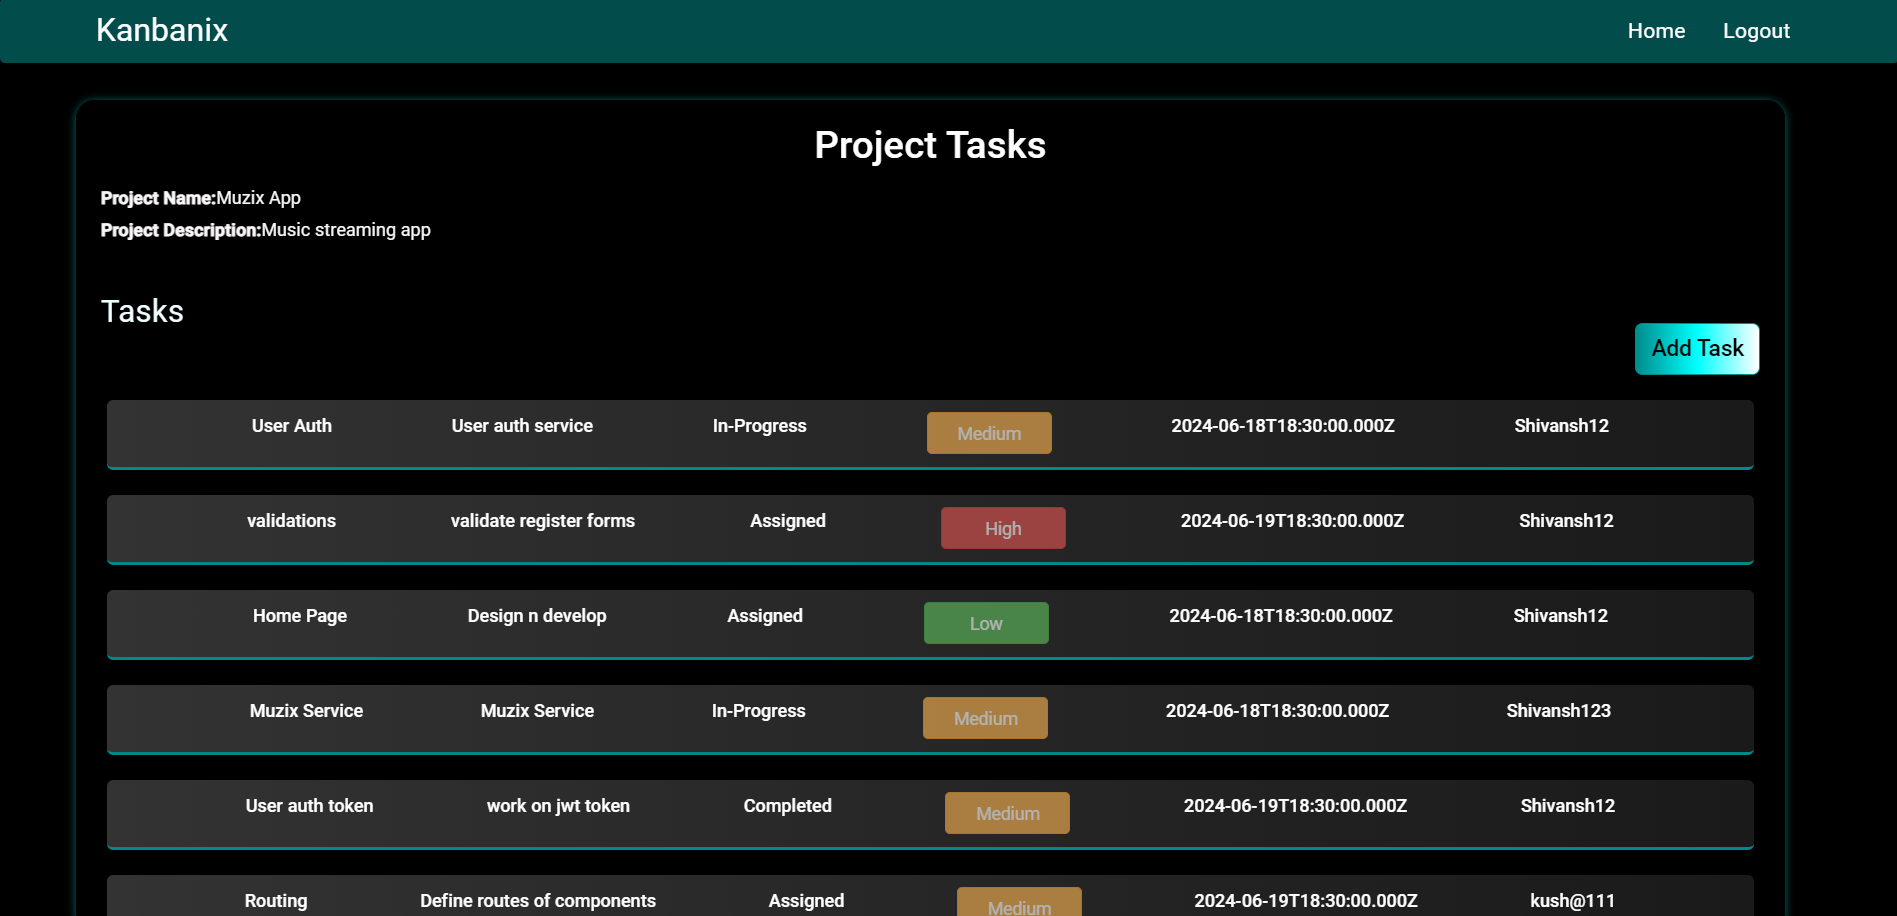 Kanbanix Home Logout
Project Tasks
Project Name:Muzix App
Project Description:Music streaming app
Tasks
Add Task
User Auth User auth service In-Progress Medium 2024-06-18T18:30:00.000Z Shivansh12
validations validate register forms Assigned High 2024-06-19T18:30:00.000Z Shivansh12
Home Page Design n develop Assigned Low 2024-06-18T18:30:00.000Z Shivansh12
Muzix Service Muzix Service In-Progress Medium 2024-06-18T18:30:00.000Z Shivansh123
User auth token work on jwt token Completed Medium 2024-06-19T18:30:00.000Z Shivansh12
Routing Define routes of components Assigned Medium 2024-06-19T18:30:00.000Z kush@111